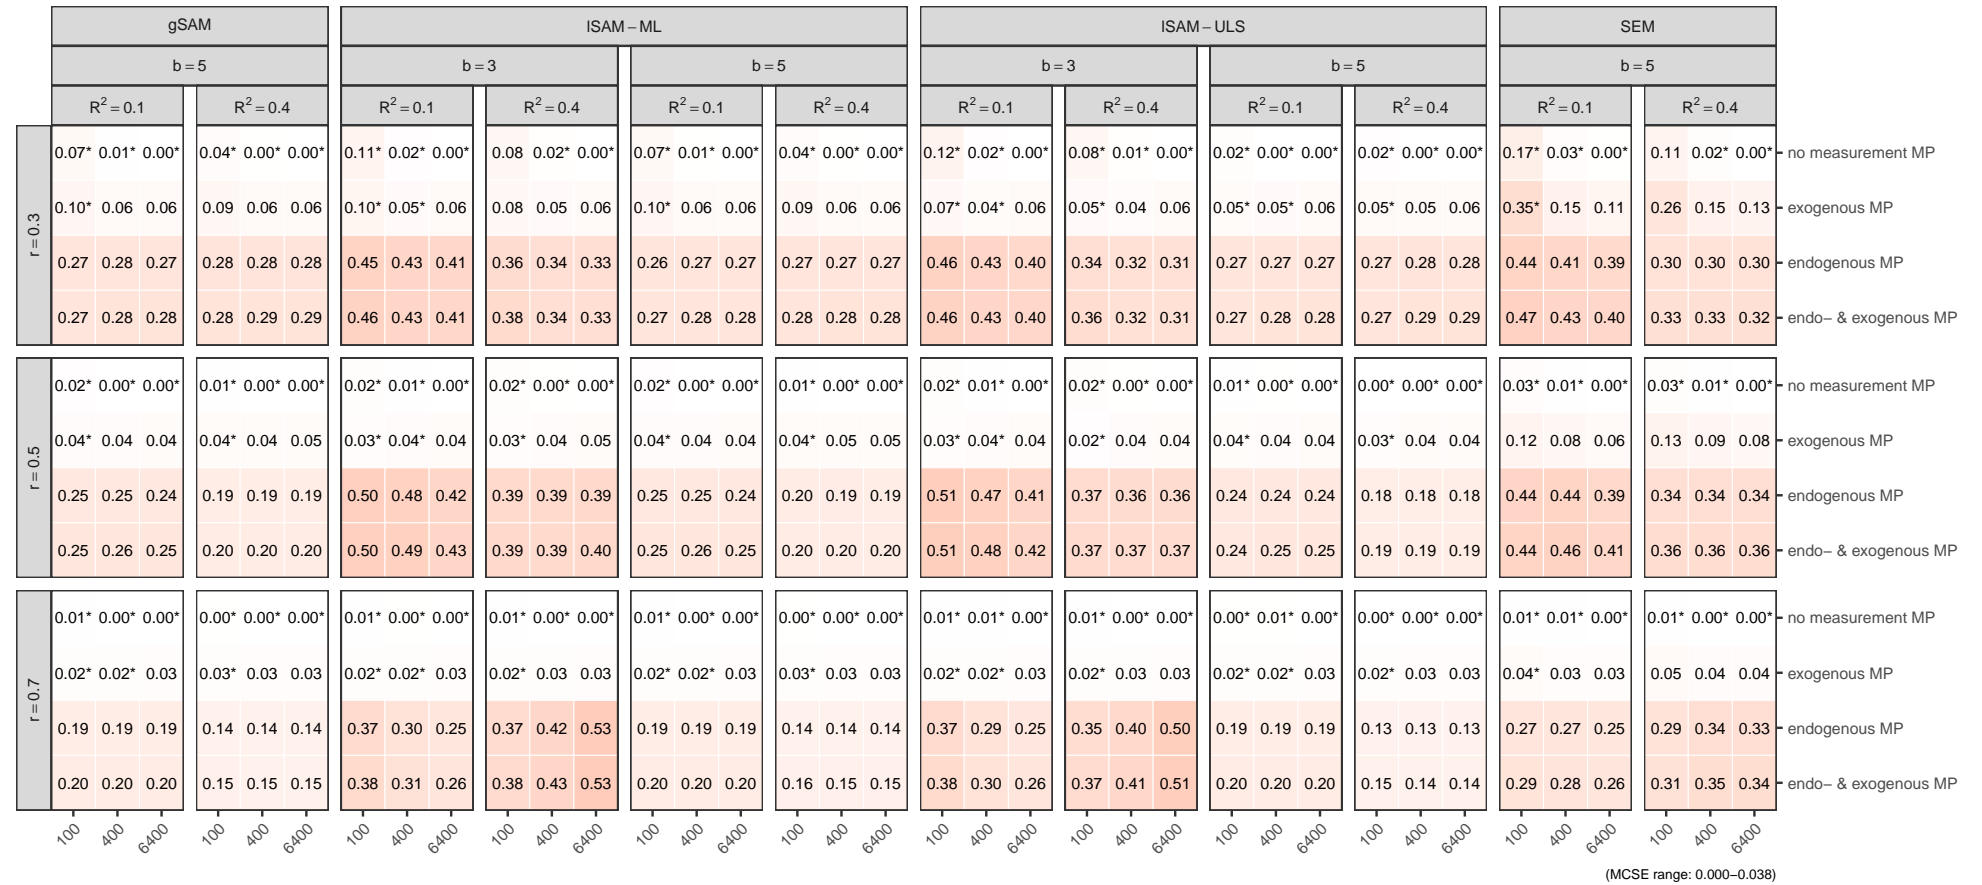 gSAM lSAM – ML lSAM – ULS SEM
b = 5 b = 3 b = 5 b = 3 b = 5 b = 5
R² = 0.1 R² = 0.4 R² = 0.1 R² = 0.4 R² = 0.1 R² = 0.4 R² = 0.1 R² = 0.4 R² = 0.1 R² = 0.4 R² = 0.1 R² = 0.4
r = 0.3
0.07* 0.01* 0.00* 0.04* 0.00* 0.00* 0.11* 0.02* 0.00* 0.08 0.02* 0.00* 0.07* 0.01* 0.00* 0.04* 0.00* 0.00* 0.12* 0.02* 0.00* 0.08* 0.01* 0.00* 0.02* 0.00* 0.00* 0.02* 0.00* 0.00* 0.17* 0.03* 0.00* 0.11 0.02* 0.00* no measurement MP
0.10* 0.06 0.06 0.09 0.06 0.06 0.10* 0.05* 0.06 0.08 0.05 0.06 0.10* 0.06 0.06 0.09 0.06 0.06 0.07* 0.04* 0.06 0.05* 0.04 0.06 0.05* 0.05* 0.06 0.05* 0.05 0.06 0.35* 0.15 0.11 0.26 0.15 0.13 exogenous MP
0.27 0.28 0.27 0.28 0.28 0.28 0.45 0.43 0.41 0.36 0.34 0.33 0.26 0.27 0.27 0.27 0.27 0.27 0.46 0.43 0.40 0.34 0.32 0.31 0.27 0.27 0.27 0.27 0.28 0.28 0.44 0.41 0.39 0.30 0.30 0.30 endogenous MP
0.27 0.28 0.28 0.28 0.29 0.29 0.46 0.43 0.41 0.38 0.34 0.33 0.27 0.28 0.28 0.28 0.28 0.28 0.46 0.43 0.40 0.36 0.32 0.31 0.27 0.28 0.28 0.27 0.29 0.29 0.47 0.43 0.40 0.33 0.33 0.32 endo– & exogenous MP
r = 0.5
0.02* 0.00* 0.00* 0.01* 0.00* 0.00* 0.02* 0.01* 0.00* 0.02* 0.00* 0.00* 0.02* 0.00* 0.00* 0.01* 0.00* 0.00* 0.02* 0.01* 0.00* 0.02* 0.00* 0.00* 0.01* 0.00* 0.00* 0.00* 0.00* 0.00* 0.03* 0.01* 0.00* 0.03* 0.01* 0.00* no measurement MP
0.04* 0.04 0.04 0.04* 0.04 0.05 0.03* 0.04* 0.04 0.03* 0.04 0.05 0.04* 0.04 0.04 0.04* 0.05 0.05 0.03* 0.04* 0.04 0.02* 0.04 0.04 0.04* 0.04 0.04 0.03* 0.04 0.04 0.12 0.08 0.06 0.13 0.09 0.08 exogenous MP
0.25 0.25 0.24 0.19 0.19 0.19 0.50 0.48 0.42 0.39 0.39 0.39 0.25 0.25 0.24 0.20 0.19 0.19 0.51 0.47 0.41 0.37 0.36 0.36 0.24 0.24 0.24 0.18 0.18 0.18 0.44 0.44 0.39 0.34 0.34 0.34 endogenous MP
0.25 0.26 0.25 0.20 0.20 0.20 0.50 0.49 0.43 0.39 0.39 0.40 0.25 0.26 0.25 0.20 0.20 0.20 0.51 0.48 0.42 0.37 0.37 0.37 0.24 0.25 0.25 0.19 0.19 0.19 0.44 0.46 0.41 0.36 0.36 0.36 endo– & exogenous MP
r = 0.7
0.01* 0.00* 0.00* 0.00* 0.00* 0.00* 0.01* 0.00* 0.00* 0.01* 0.00* 0.00* 0.01* 0.00* 0.00* 0.00* 0.00* 0.00* 0.01* 0.01* 0.00* 0.01* 0.00* 0.00* 0.00* 0.01* 0.00* 0.00* 0.00* 0.00* 0.01* 0.01* 0.00* 0.01* 0.00* 0.00* no measurement MP
0.02* 0.02* 0.03 0.03* 0.03 0.03 0.02* 0.02* 0.03 0.02* 0.03 0.03 0.02* 0.02* 0.03 0.03* 0.03 0.03 0.02* 0.02* 0.03 0.02* 0.03 0.03 0.02* 0.02* 0.03 0.02* 0.03 0.03 0.04* 0.03 0.03 0.05 0.04 0.04 exogenous MP
0.19 0.19 0.19 0.14 0.14 0.14 0.37 0.30 0.25 0.37 0.42 0.53 0.19 0.19 0.19 0.14 0.14 0.14 0.37 0.29 0.25 0.35 0.40 0.50 0.19 0.19 0.19 0.13 0.13 0.13 0.27 0.27 0.25 0.29 0.34 0.33 endogenous MP
0.20 0.20 0.20 0.15 0.15 0.15 0.38 0.31 0.26 0.38 0.43 0.53 0.20 0.20 0.20 0.16 0.15 0.15 0.38 0.30 0.26 0.37 0.41 0.51 0.20 0.20 0.20 0.15 0.14 0.14 0.29 0.28 0.26 0.31 0.35 0.34 endo– & exogenous MP
100 400 6400 100 400 6400 100 400 6400 100 400 6400 100 400 6400 100 400 6400 100 400 6400 100 400 6400 100 400 6400 100 400 6400 100 400 6400 100 400 6400
(MCSE range: 0.000–0.038)